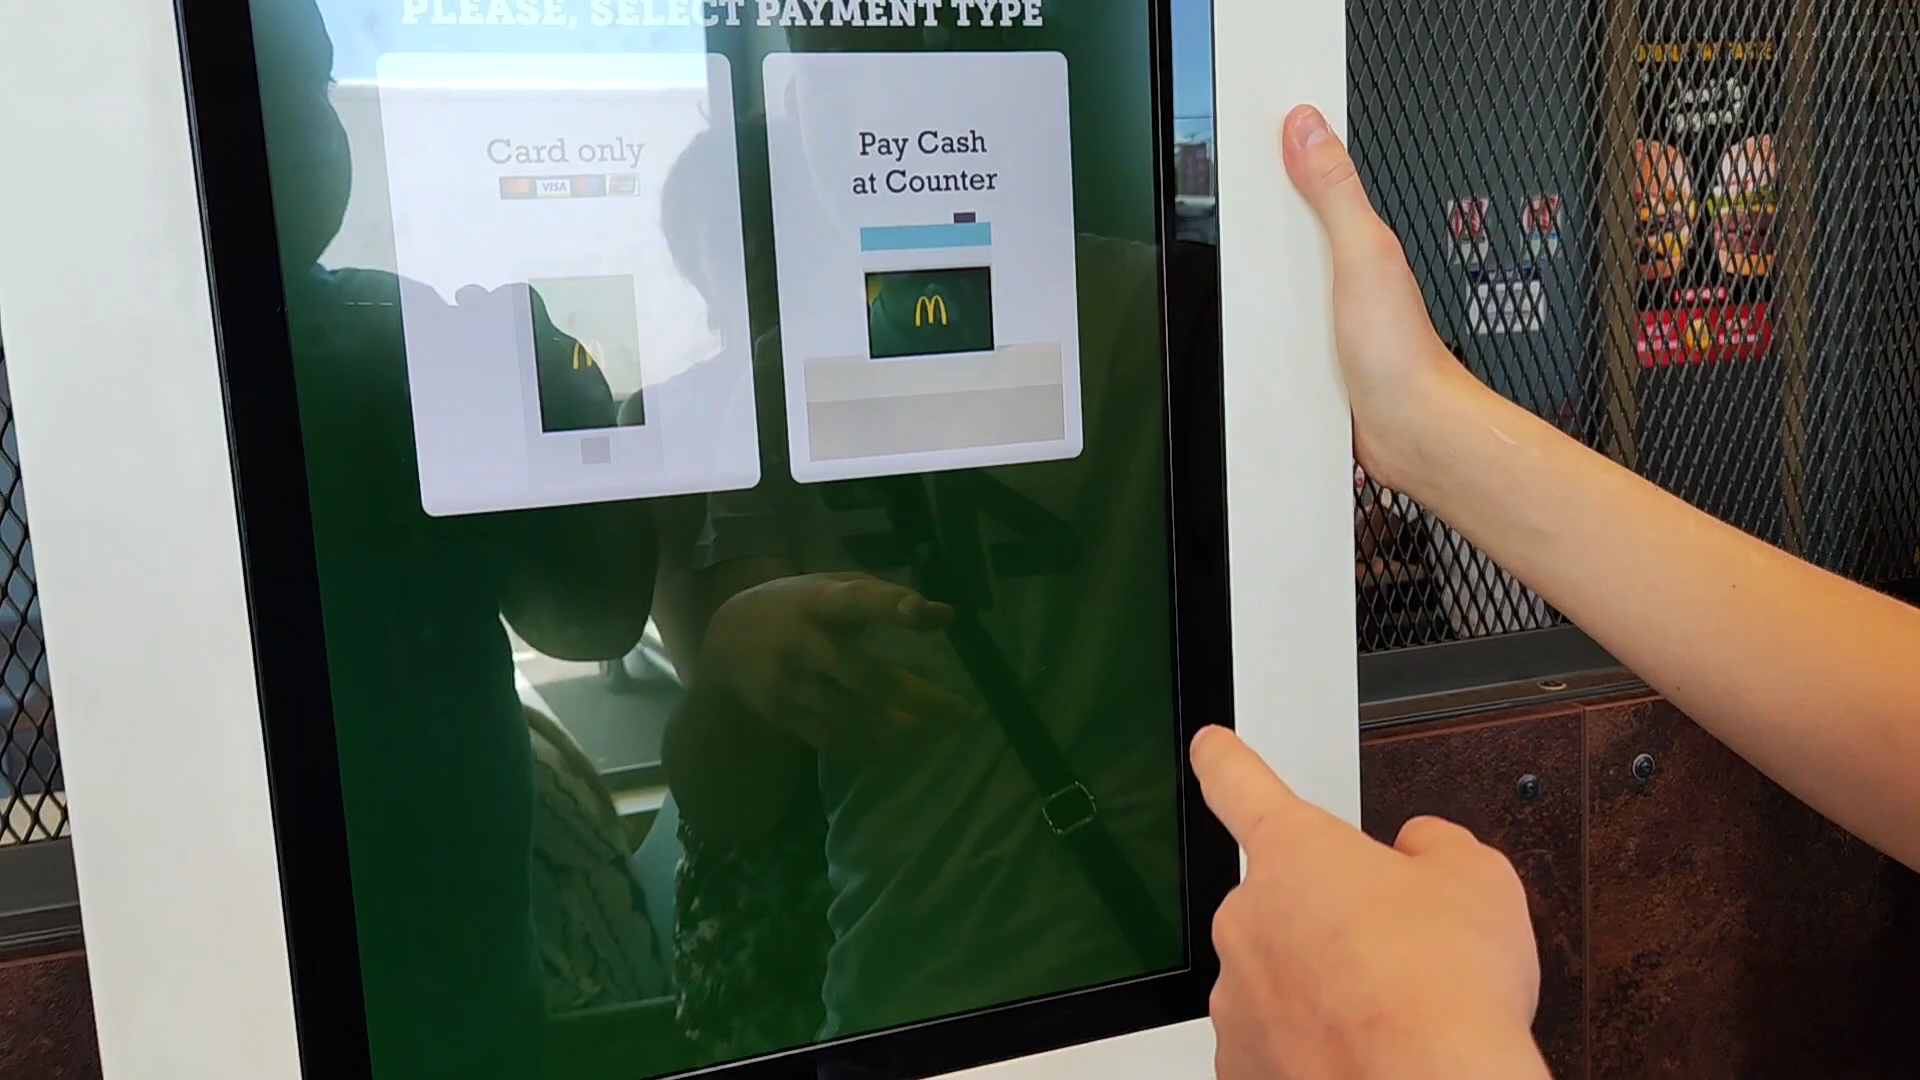 PLEASE, SELECT PAYMENT TYPE
Card only
VISA
Pay Cash
at Counter